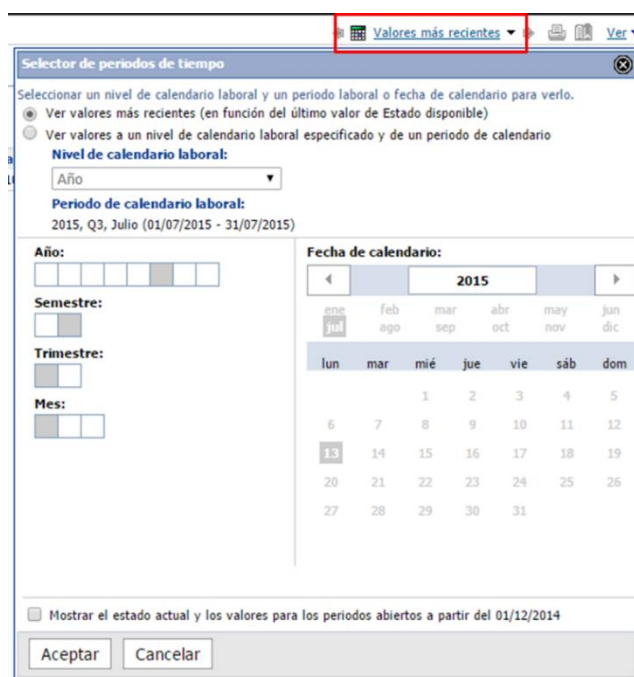 Valores más recientes
Ver
Selector de periodos de tiempo
Seleccionar un nivel de calendario laboral y un periodo laboral o fecha de calendario para verlo.
Ver valores más recientes (en función del último valor de Estado disponible)
Ver valores a un nivel de calendario laboral especificado y de un periodo de calendario
Nivel de calendario laboral:
Año
Periodo de calendario laboral:
2015, Q3, Julio (01/07/2015 - 31/07/2015)
Año:
Semestre:
Trimestre:
Mes:
Fecha de calendario:
2015
ene feb mar abr may jun
jul ago sep oct nov dic
lun mar mié jue vie sáb dom
1 2 3 4 5
6 7 8 9 10 11 12
13 14 15 16 17 18 19
20 21 22 23 24 25 26
27 28 29 30 31
Mostrar el estado actual y los valores para los periodos abiertos a partir del 01/12/2014
Aceptar Cancelar